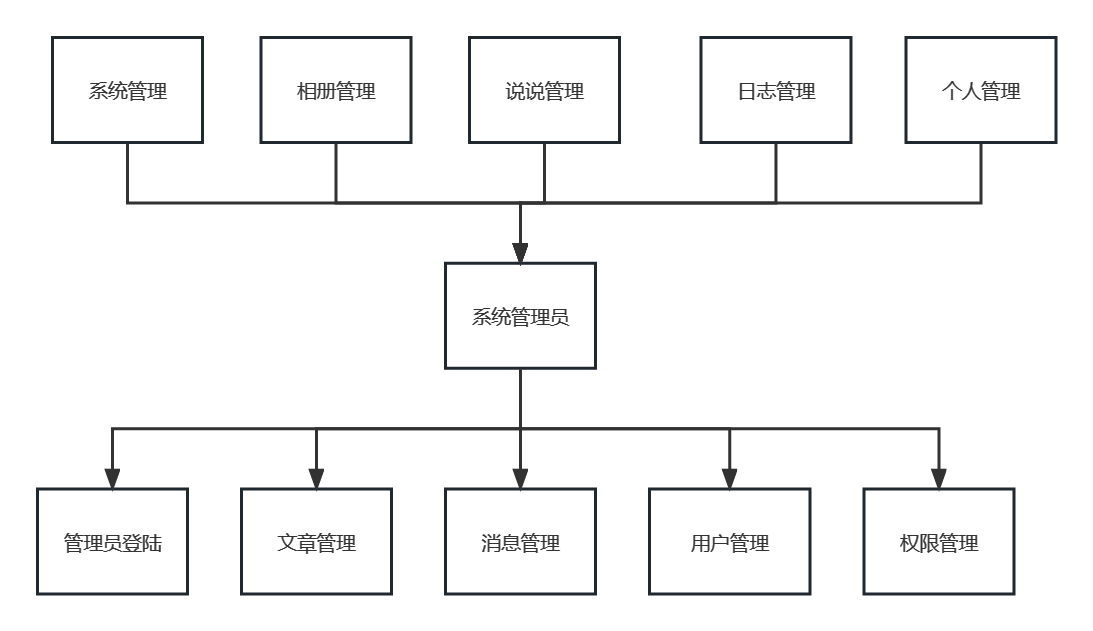 系统管理
相册管理
说说管理
日志管理
个人管理
系统管理员
管理员登陆
文章管理
消息管理
用户管理
权限管理